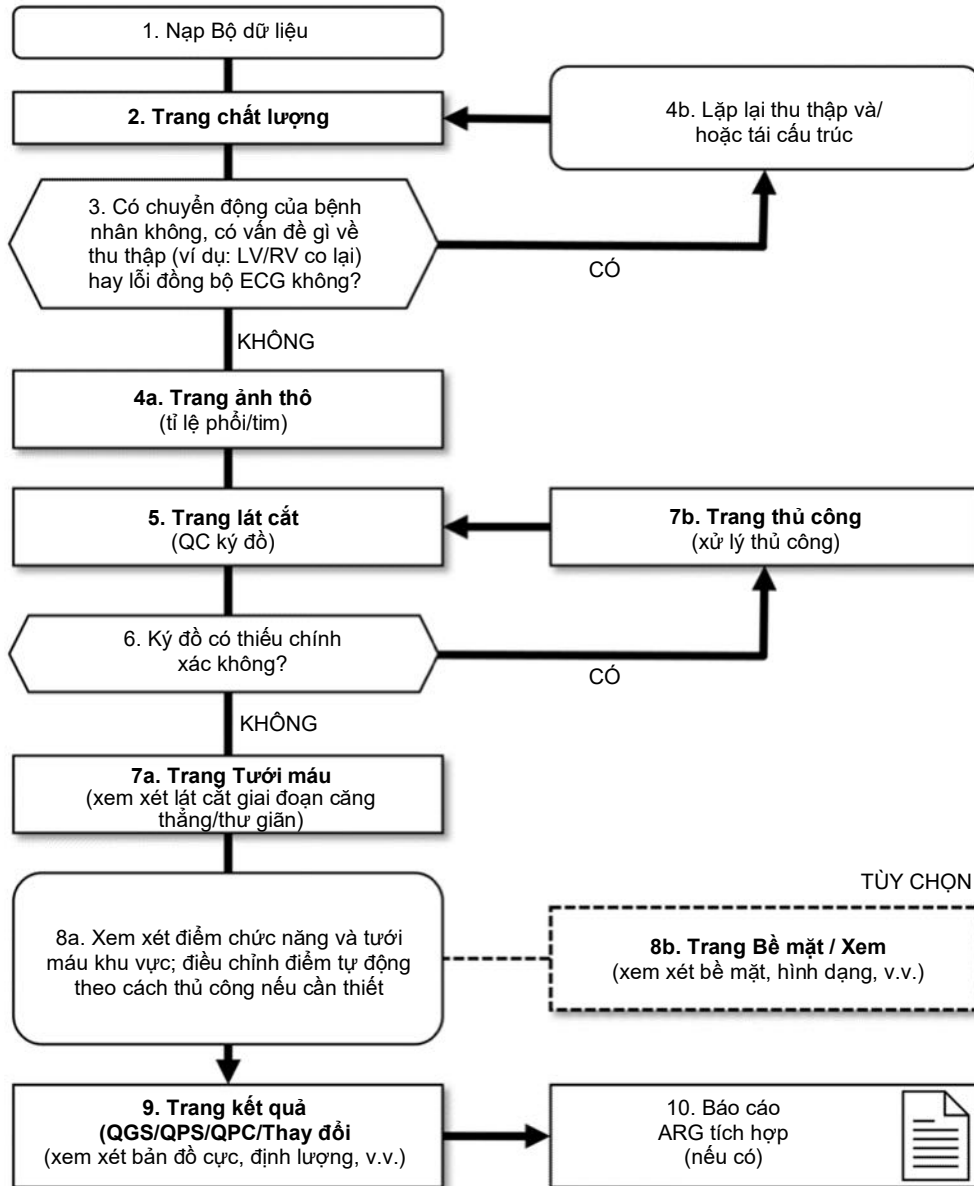 1. Nạp Bộ dữ liệu
2. Trang chất lượng
4b. Lặp lại thu thập và/
hoặc tái cấu trúc
3. Có chuyển động của bệnh
nhân không, có vấn đề gì về
thu thập (ví dụ: LV/RV co lại)
hay lỗi đồng bộ ECG không?
CÓ
KHÔNG
4a. Trang ảnh thô
(tỉ lệ phổi/tim)
5. Trang lát cắt
(QC ký đồ)
7b. Trang thủ công
(xử lý thủ công)
6. Ký đồ có thiếu chính
xác không?
CÓ
KHÔNG
7a. Trang Tưới máu
(xem xét lát cắt giai đoạn căng
thẳng/thư giãn)
TÙY CHỌN
8a. Xem xét điểm chức năng và tưới
máu khu vực; điều chỉnh điểm tự động
theo cách thủ công nếu cần thiết
8b. Trang Bề mặt / Xem
(xem xét bề mặt, hình dạng, v.v.)
9. Trang kết quả
(QGS/QPS/QPC/Thay đổi
(xem xét bản đồ cực, định lượng, v.v.)
10. Báo cáo
ARG tích hợp
(nếu có)